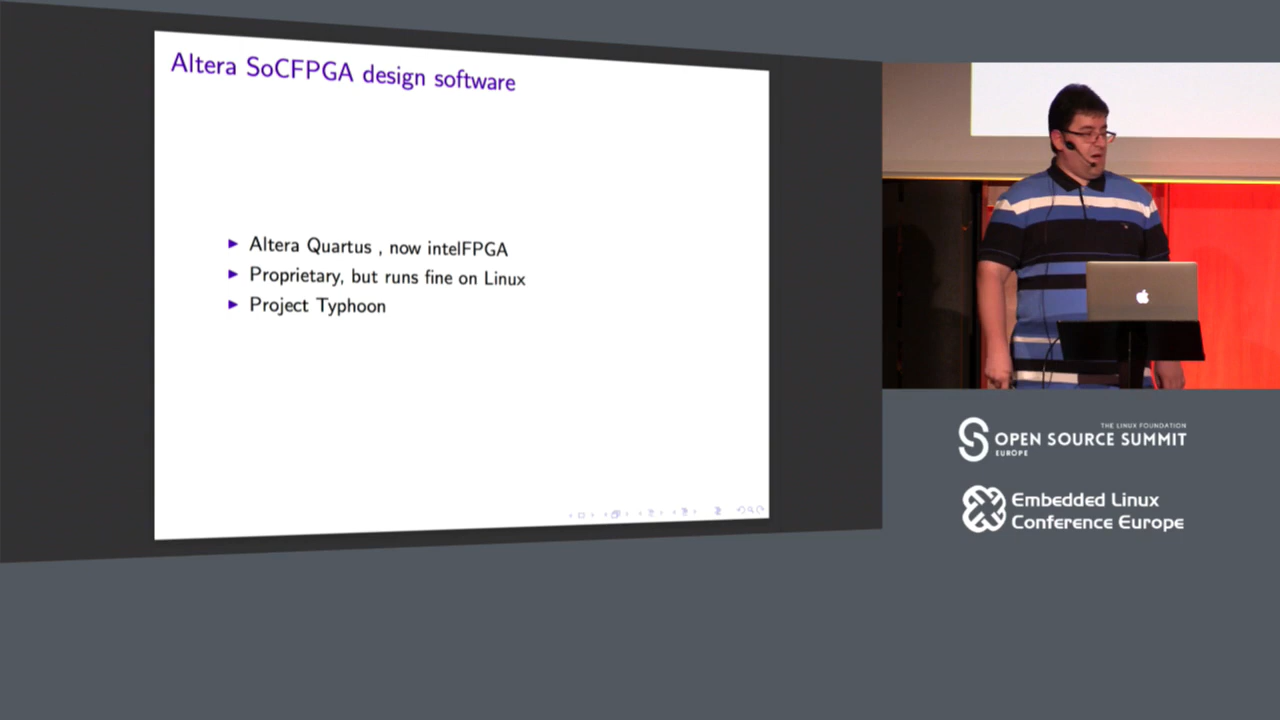 Altera SoCFPGA design software
Altera Quartus , now intelFPGA
Proprietary, but runs fine on Linux
Project Typhoon
THE LINUX FOUNDATION
OPEN SOURCE SUMMIT
EUROPE
Embedded Linux
Conference Europe